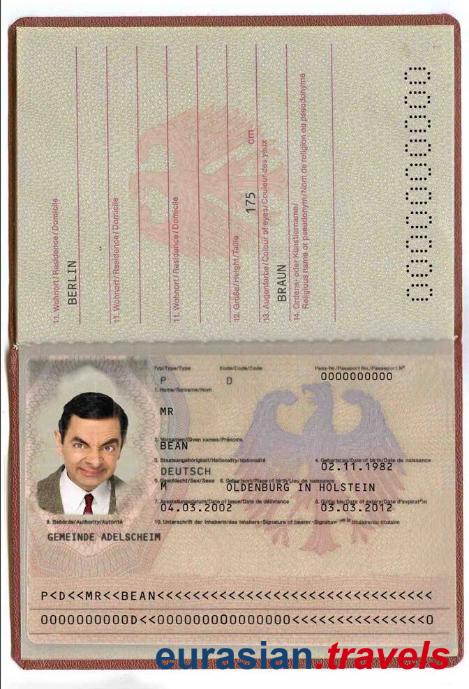 11. Wohnort/Residence/Domicile
BERLIN
11. Wohnort/Residence/Domicile
11. Wohnort/Residence/Domicile
12. Größe/Height/Taille
175 cm
13. Augenfarbe/Colour of eyes/Couleur des yeux
BRAUN
14. Ordens- oder Künstlername/
Religious name or pseudonym/Nom de religion ou pseudonyme
000000000
Typ/Type/Type Kode/Code/Code Pass-Nr./Passport No./Passeport N°
P D 0000000000
1. Name/Surname/Nom
MR
2. Vornamen/Given names/Prénoms
BEAN
3. Staatsangehörigkeit/Nationality/Nationalité 4. Geburtstag/Date of birth/Date de naissance
DEUTSCH 02.11.1982
5. Geschlecht/Sex/Sexe 6. Geburtsort/Place of birth/Lieu de naissance
M OLDENBURG IN HOLSTEIN
7. Ausstellungsdatum/Date of issue/Date de délivrance 8. Gültig bis/Date of expiry/Date d'expiration
04.03.2002 03.03.2012
9. Behörde/Authority/Autorité 10. Unterschrift der Inhaberin/des Inhabers-Signature of bearer-Signature
GEMEINDE ADELSCHEIM
P<D<<MR<<BEAN<<<<<<<<<<<<<<<<<<<<<<<<<<<<<<<
0000000000D<<00000000000000000<<<<<<<<<<<<<<0
eurasian.travels